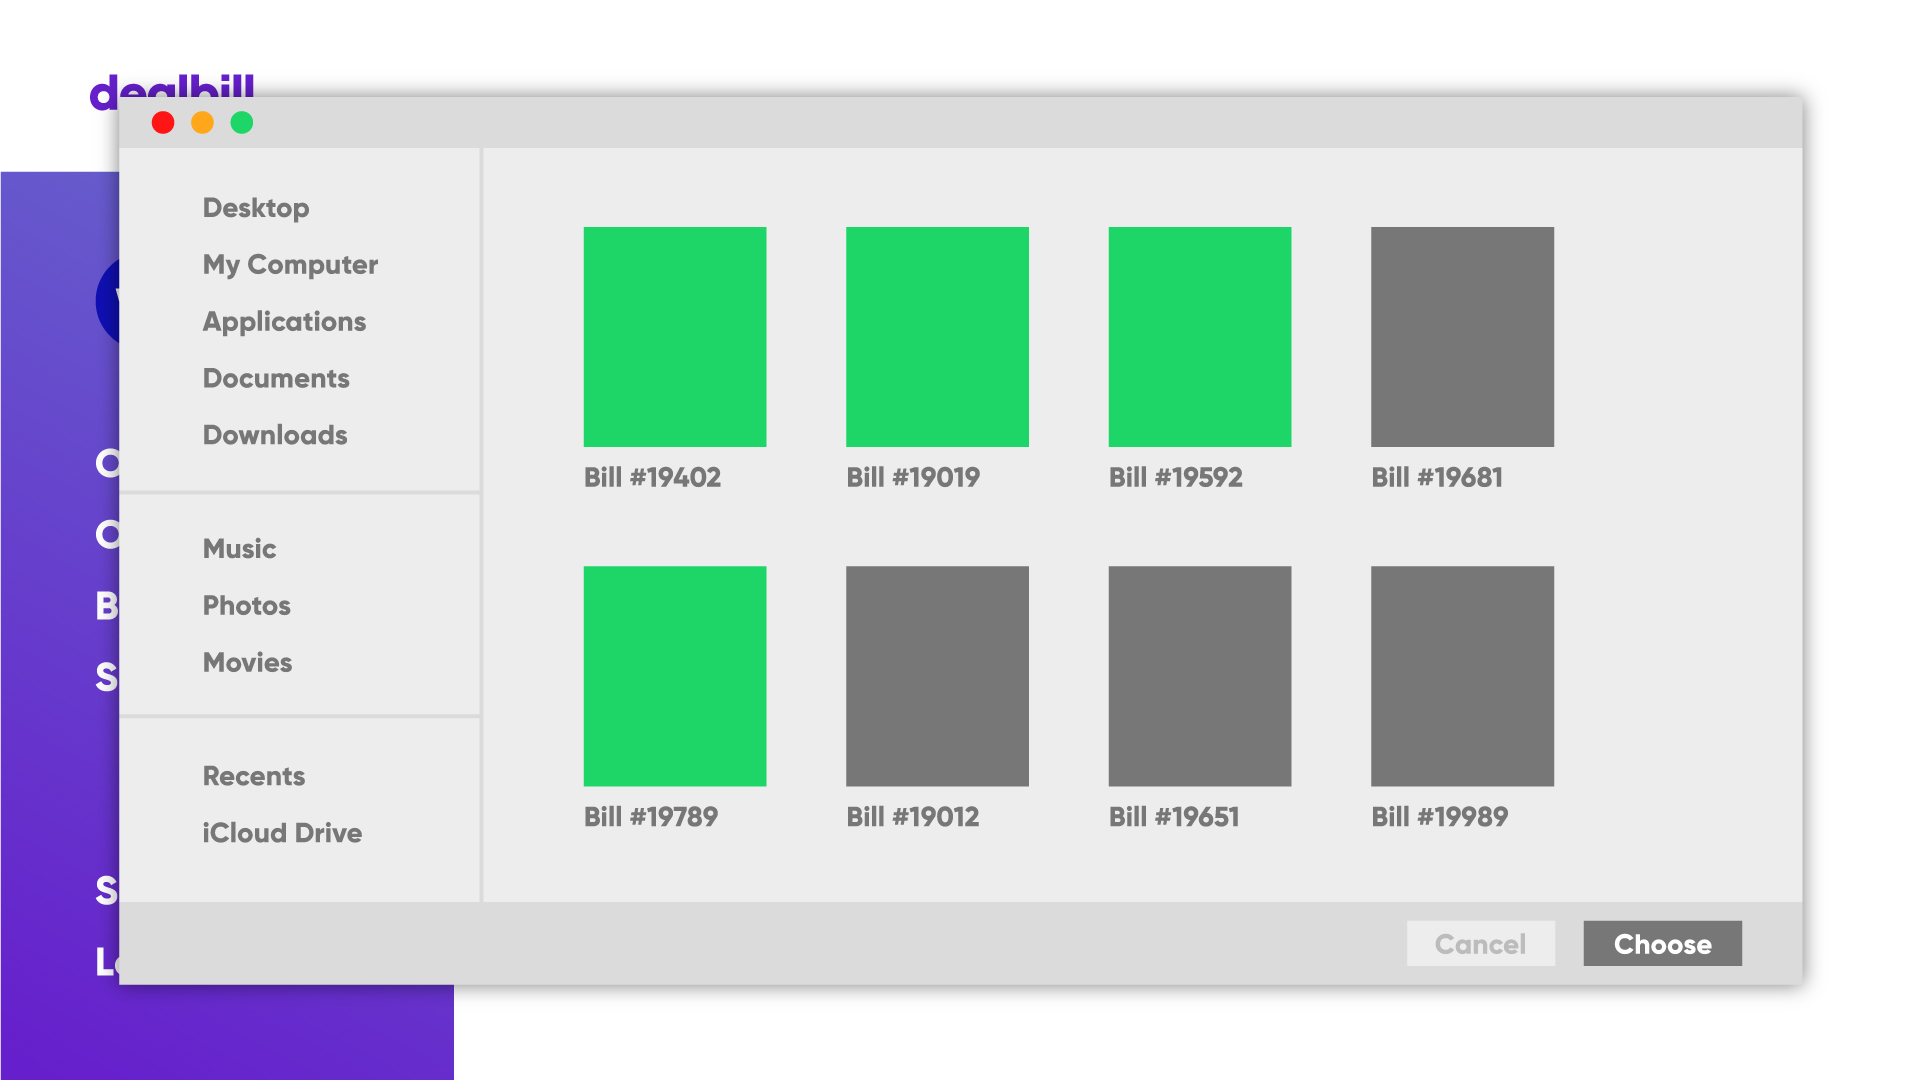 dealbill
Desktop
My Computer
Applications
Documents
Downloads
Music
Photos
Movies
Recents
iCloud Drive
Bill #19402
Bill #19019
Bill #19592
Bill #19681
Bill #19789
Bill #19012
Bill #19651
Bill #19989
Cancel
Choose